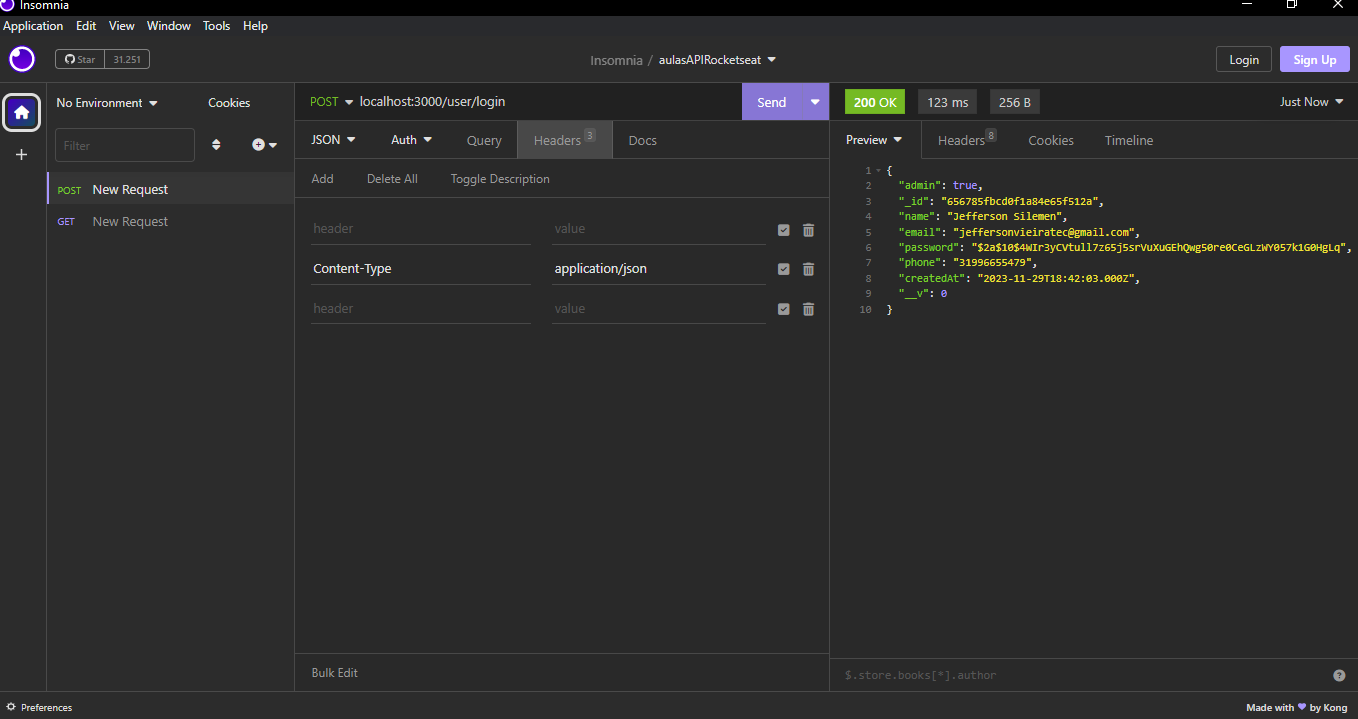 Insomnia
Application Edit View Window Tools Help
Star 31.251
Insomnia / aulasAPIRocketseat
Login Sign Up
No Environment Cookies
POST localhost:3000/user/login
Send
200 OK 123 ms 256 B
Just Now
Filter
JSON Auth Query Headers 3 Docs
Preview Headers 8 Cookies Timeline
Add Delete All Toggle Description
POST New Request
GET New Request
header value
Content-Type application/json
header value
1 {
2 "admin": true,
3 "_id": "656785fbcd0f1a84e65f512a",
4 "name": "Jefferson Silemen",
5 "email": "jeffersonvieiratec@gmail.com",
6 "password": "$2a$10$4WIr3yCVtull7z65j5srVuXuGEhQwg50re0CeGLzWY057k1G0HgLq",
7 "phone": "31996655479",
8 "createdAt": "2023-11-29T18:42:03.000Z",
9 "__v": 0
10 }
Bulk Edit
$.store.books[*].author
Preferences
Made with by Kong